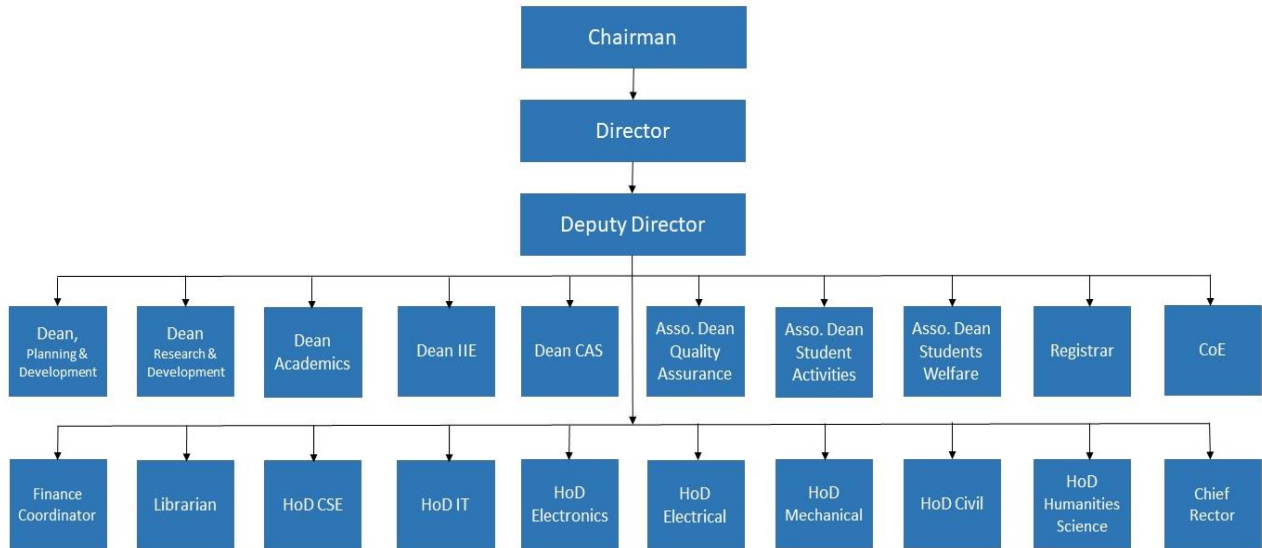 Chairman
Director
Deputy Director
Dean,
Planning &
Development
Dean
Research &
Development
Dean
Academics
Dean IIE
Dean CAS
Asso. Dean
Quality
Assurance
Asso. Dean
Student
Activities
Asso. Dean
Students
Welfare
Registrar
CoE
Finance
Coordinator
Librarian
HoD CSE
HoD IT
HoD
Electronics
HoD
Electrical
HoD
Mechanical
HoD Civil
HoD
Humanities
Science
Chief
Rector